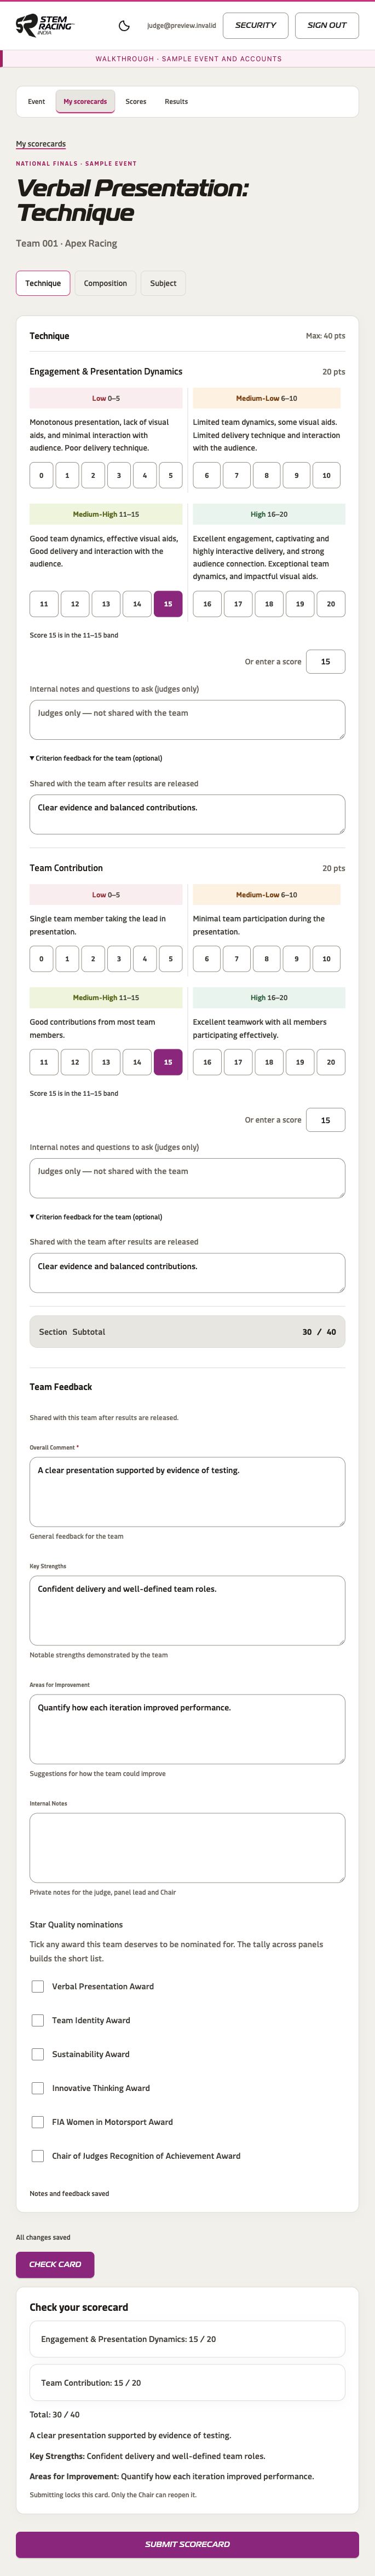 STEM
RACING
INDIA
judge@preview.invalid
SECURITY
SIGN OUT
WALKTHROUGH · SAMPLE EVENT AND ACCOUNTS
Event
My scorecards
Scores
Results
My scorecards
NATIONAL FINALS · SAMPLE EVENT
Verbal Presentation:
Technique
Team 001 · Apex Racing
Technique
Composition
Subject
Technique
Max: 40 pts
Engagement & Presentation Dynamics
20 pts
Low 0–5
Monotonous presentation, lack of visual
aids, and minimal interaction with
audience. Poor delivery technique.
0 1 2 3 4 5
Medium-Low 6–10
Limited team dynamics, some visual aids.
Limited delivery technique and interaction
with the audience.
6 7 8 9 10
Medium-High 11–15
Good team dynamics, effective visual aids,
Good delivery and interaction with the
audience.
11 12 13 14 15
High 16–20
Excellent engagement, captivating and
highly interactive delivery, and strong
audience connection. Exceptional team
dynamics, and impactful visual aids.
16 17 18 19 20
Score 15 is in the 11–15 band
Or enter a score 15
Internal notes and questions to ask (judges only)
Judges only — not shared with the team
▼ Criterion feedback for the team (optional)
Shared with the team after results are released
Clear evidence and balanced contributions.
Team Contribution
20 pts
Low 0–5
Single team member taking the lead in
presentation.
0 1 2 3 4 5
Medium-Low 6–10
Minimal team participation during the
presentation.
6 7 8 9 10
Medium-High 11–15
Good contributions from most team
members.
11 12 13 14 15
High 16–20
Excellent teamwork with all members
participating effectively.
16 17 18 19 20
Score 15 is in the 11–15 band
Or enter a score 15
Internal notes and questions to ask (judges only)
Judges only — not shared with the team
▼ Criterion feedback for the team (optional)
Shared with the team after results are released
Clear evidence and balanced contributions.
Section Subtotal
30 / 40
Team Feedback
Shared with this team after results are released.
Overall Comment *
A clear presentation supported by evidence of testing.
General feedback for the team
Key Strengths
Confident delivery and well-defined team roles.
Notable strengths demonstrated by the team
Areas for Improvement
Quantify how each iteration improved performance.
Suggestions for how the team could improve
Internal Notes
Private notes for the judge, panel lead and Chair
Star Quality nominations
Tick any award this team deserves to be nominated for. The tally across panels
builds the short list.
Verbal Presentation Award
Team Identity Award
Sustainability Award
Innovative Thinking Award
FIA Women in Motorsport Award
Chair of Judges Recognition of Achievement Award
Notes and feedback saved
All changes saved
CHECK CARD
Check your scorecard
Engagement & Presentation Dynamics: 15 / 20
Team Contribution: 15 / 20
Total: 30 / 40
A clear presentation supported by evidence of testing.
Key Strengths: Confident delivery and well-defined team roles.
Areas for Improvement: Quantify how each iteration improved performance.
Submitting locks this card. Only the Chair can reopen it.
SUBMIT SCORECARD